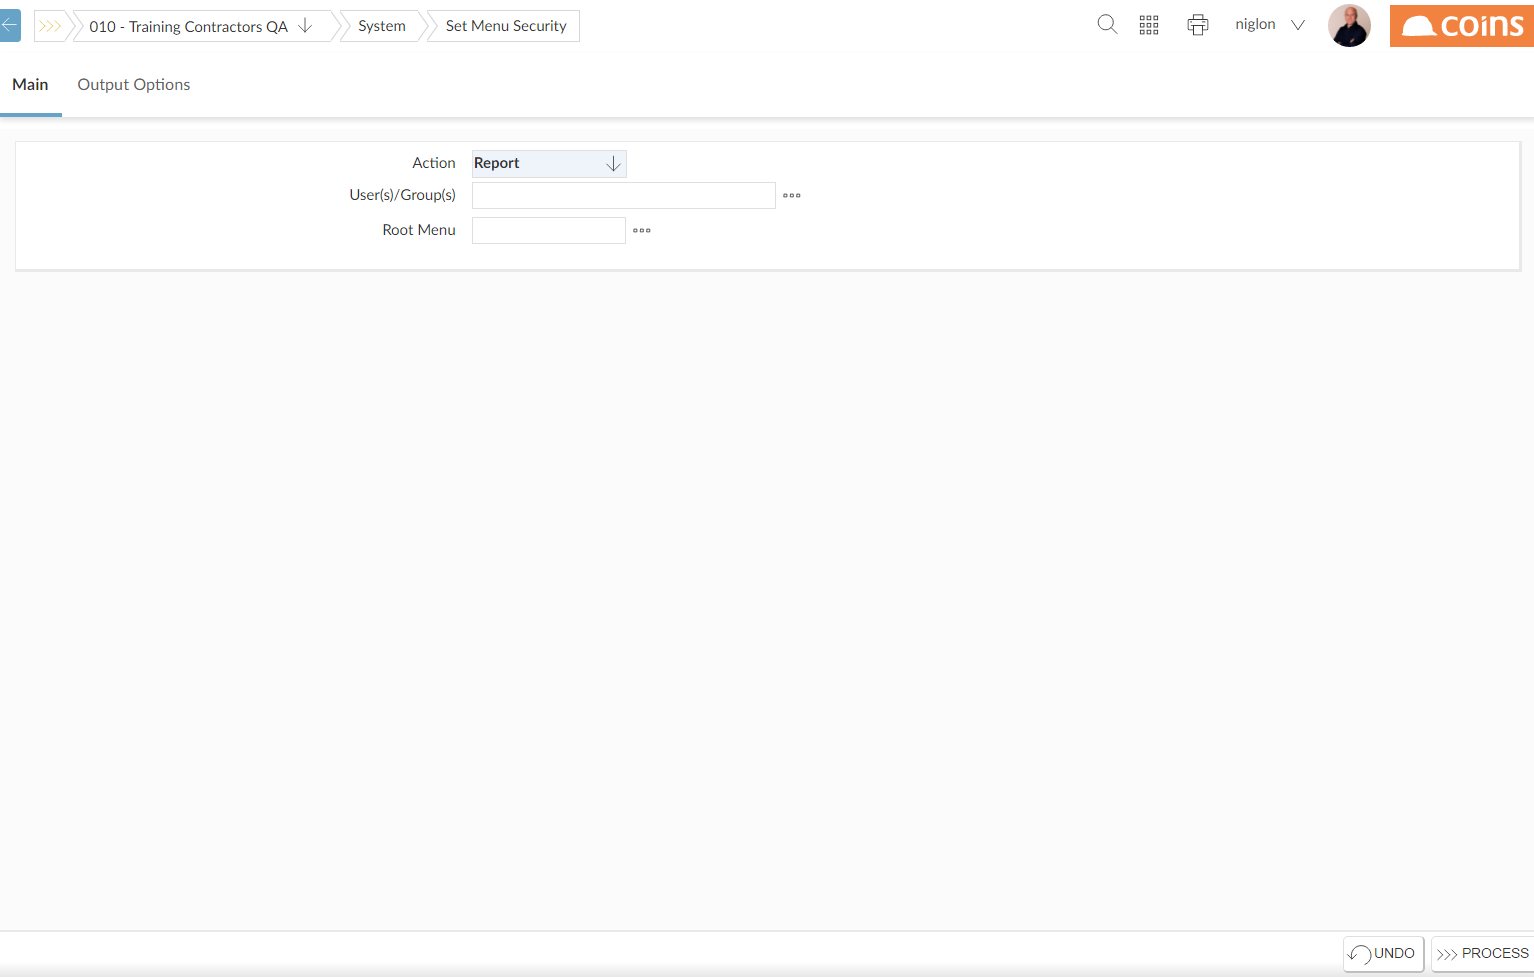 010 - Training Contractors QA
System
Set Menu Security
niglon
coins
Main
Output Options
Action
Report
User(s)/Group(s)
Root Menu
UNDO
PROCESS